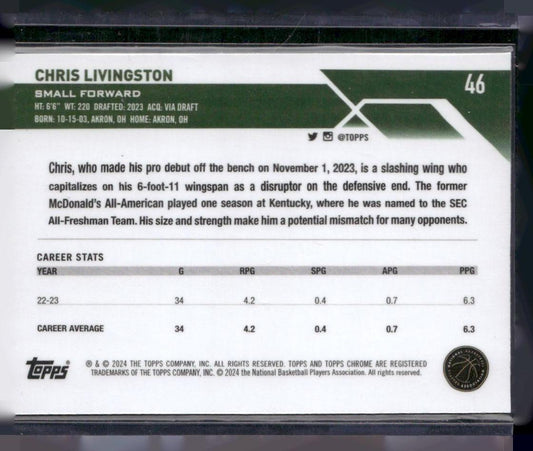 CHRIS LIVINGSTON
46
SMALL FORWARD
HT: 6'6" WT: 220 DRAFTED: 2023 ACQ: VIA DRAFT
BORN: 10-15-03, AKRON, OH HOME: AKRON, OH
@TOPPS
Chris, who made his pro debut off the bench on November 1, 2023, is a slashing wing who
capitalizes on his 6-foot-11 wingspan as a disruptor on the defensive end. The former
McDonald's All-American played one season at Kentucky, where he was named to the SEC
All-Freshman Team. His size and strength make him a potential mismatch for many opponents.
CAREER STATS
YEAR G RPG SPG APG PPG
22-23 34 4.2 0.4 0.7 6.3
CAREER AVERAGE 34 4.2 0.4 0.7 6.3
Topps
® & © 2024 THE TOPPS COMPANY, INC. ALL RIGHTS RESERVED. TOPPS AND TOPPS CHROME ARE REGISTERED
TRADEMARKS OF THE TOPPS COMPANY, INC. © 2024 the National Basketball Players Association. All rights reserved.